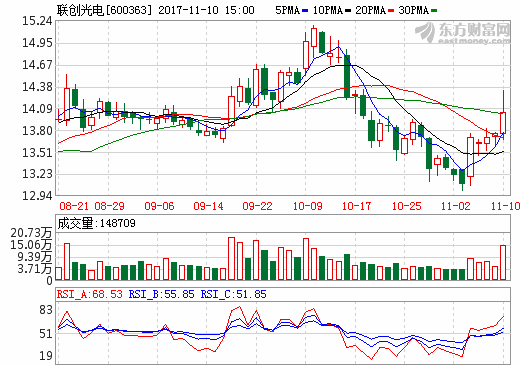 联创光电[600363] 2017-11-10 15:00 5PMA 10PMA 20PMA 30PMA
东方财富网
eastmoney.com
15.24
14.95
14.67
14.38
14.09
13.80
13.51
13.23
12.94
08-21 08-29 09-06 09-14 09-22 10-09 10-17 10-25 11-02 11-10
成交量:148709
20.73万
15.06万
9.39万
3.71万
0
RSI_A:68.53 RSI_B:55.85 RSI_C:51.85
83
51
19